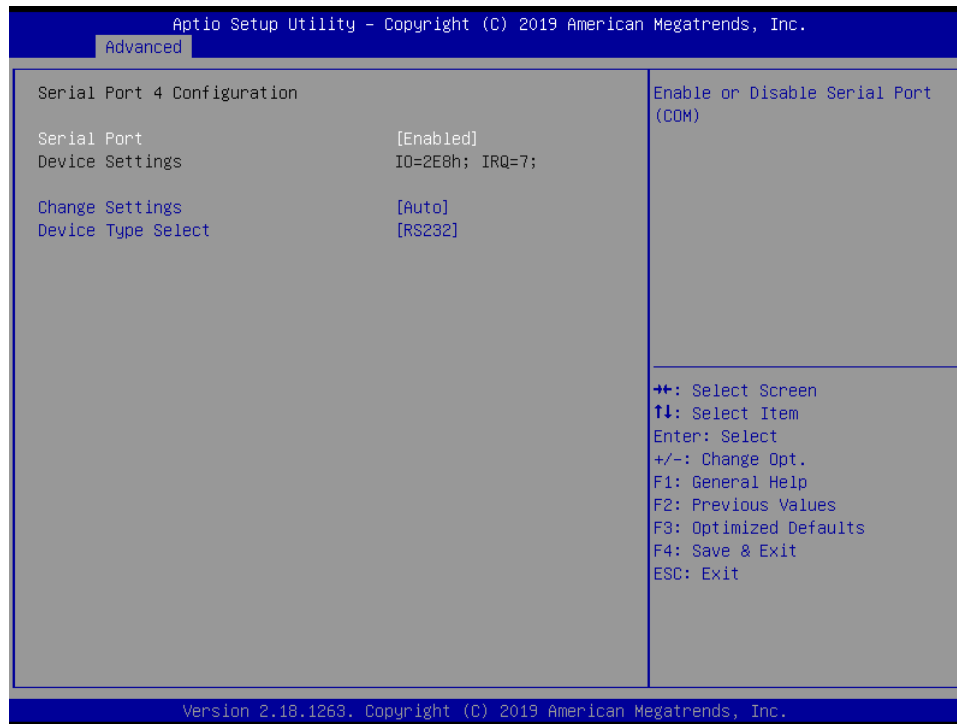 Aptio Setup Utility – Copyright (C) 2019 American Megatrends, Inc.
Advanced
Serial Port 4 Configuration
Serial Port [Enabled]
Device Settings IO=2E8h; IRQ=7;
Change Settings [Auto]
Device Type Select [RS232]
Enable or Disable Serial Port
(COM)
→←: Select Screen
↑↓: Select Item
Enter: Select
+/-: Change Opt.
F1: General Help
F2: Previous Values
F3: Optimized Defaults
F4: Save & Exit
ESC: Exit
Version 2.18.1263. Copyright (C) 2019 American Megatrends, Inc.